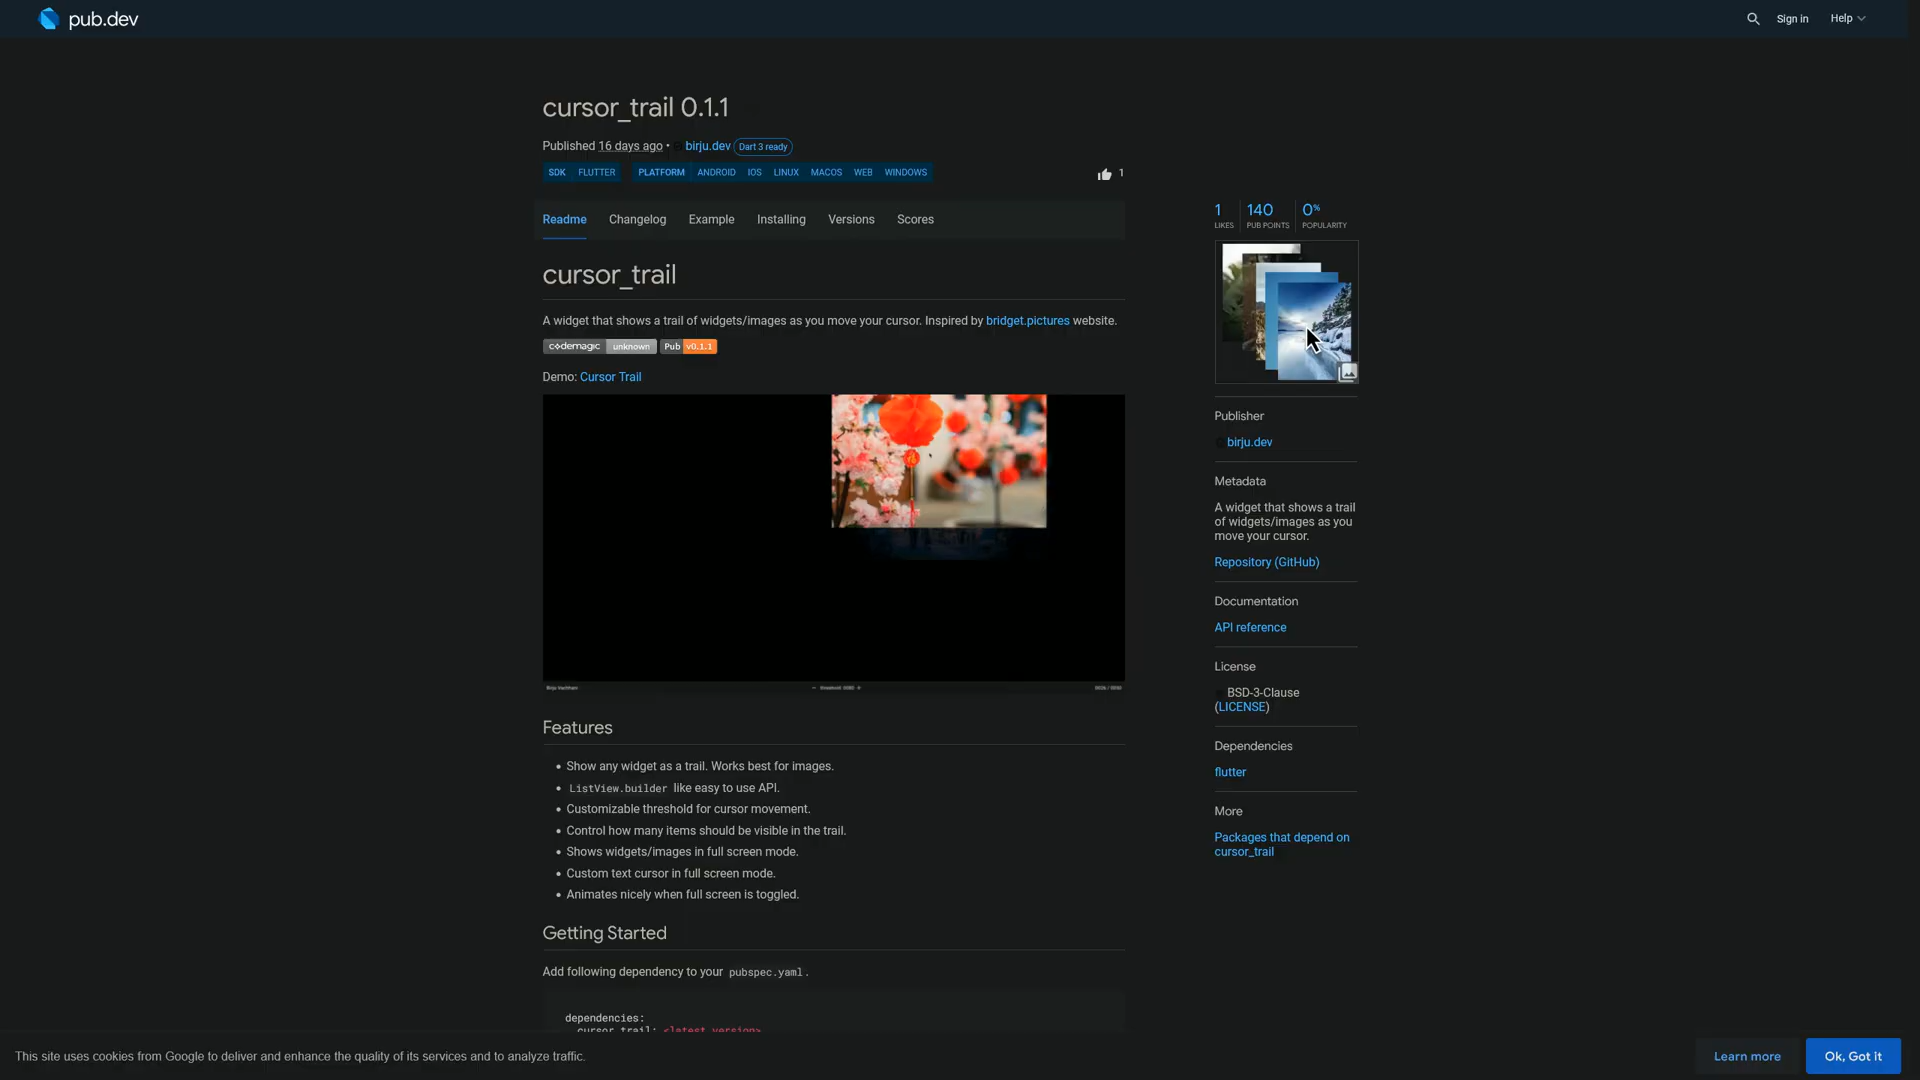 pub.dev
Sign in
Help
cursor_trail 0.1.1
Published 16 days ago • birju.dev Dart 3 ready
SDK FLUTTER PLATFORM ANDROID IOS LINUX MACOS WEB WINDOWS
1
Readme Changelog Example Installing Versions Scores
cursor_trail
A widget that shows a trail of widgets/images as you move your cursor. Inspired by bridget.pictures website.
codemagic unknown Pub v0.1.1
Demo: Cursor Trail
Birju Vachhani
Features
• Show any widget as a trail. Works best for images.
• ListView.builder like easy to use API.
• Customizable threshold for cursor movement.
• Control how many items should be visible in the trail.
• Shows widgets/images in full screen mode.
• Custom text cursor in full screen mode.
• Animates nicely when full screen is toggled.
Getting Started
Add following dependency to your pubspec.yaml.
dependencies:
cursor_trail: <latest_version>
1 140 0%
LIKES PUB POINTS POPULARITY
Publisher
birju.dev
Metadata
A widget that shows a trail
of widgets/images as you
move your cursor.
Repository (GitHub)
Documentation
API reference
License
BSD-3-Clause
(LICENSE)
Dependencies
flutter
More
Packages that depend on
cursor_trail
This site uses cookies from Google to deliver and enhance the quality of its services and to analyze traffic.
Learn more
Ok, Got it